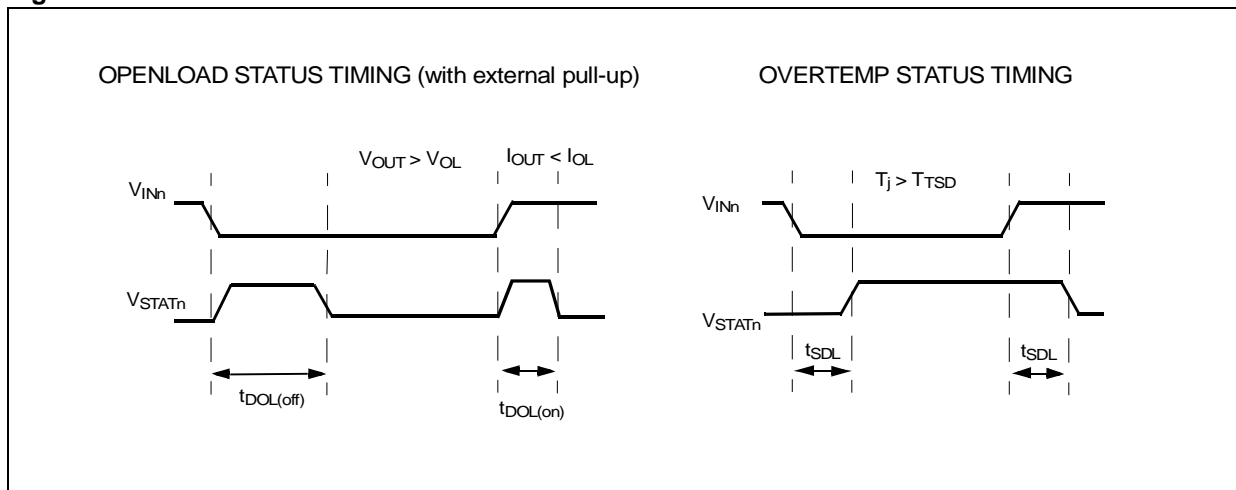 OPENLOAD STATUS TIMING (with external pull-up)
VOUT > VOL
IOUT < IOL
VINn
VSTATn
tDOL(off)
tDOL(on)
OVERTEMP STATUS TIMING
Tj > TTSD
VINn
VSTATn
tSDL
tSDL